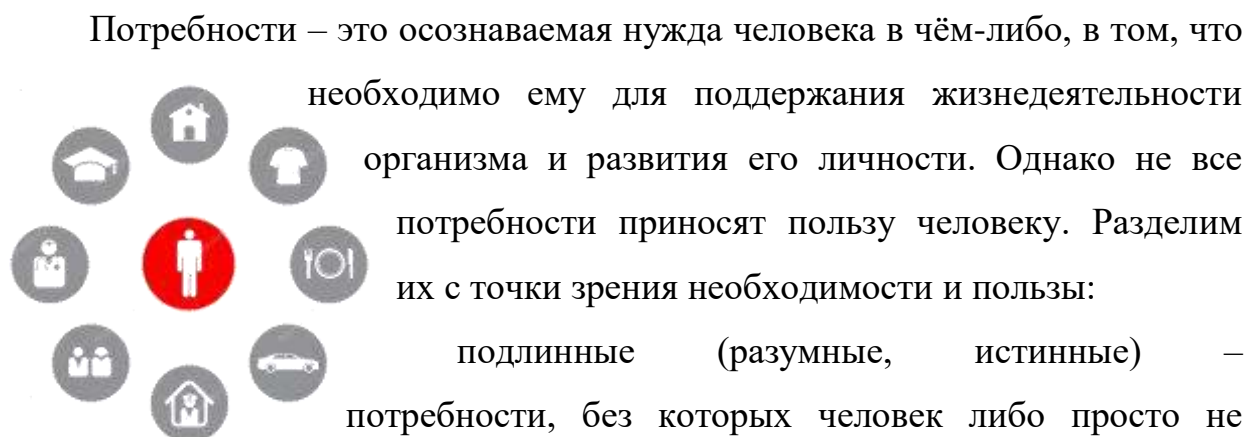 Потребности – это осознаваемая нужда человека в чём-либо, в том, что
необходимо ему для поддержания жизнедеятельности
организма и развития его личности. Однако не все
потребности приносят пользу человеку. Разделим
их с точки зрения необходимости и пользы:
подлинные (разумные, истинные) –
потребности, без которых человек либо просто не